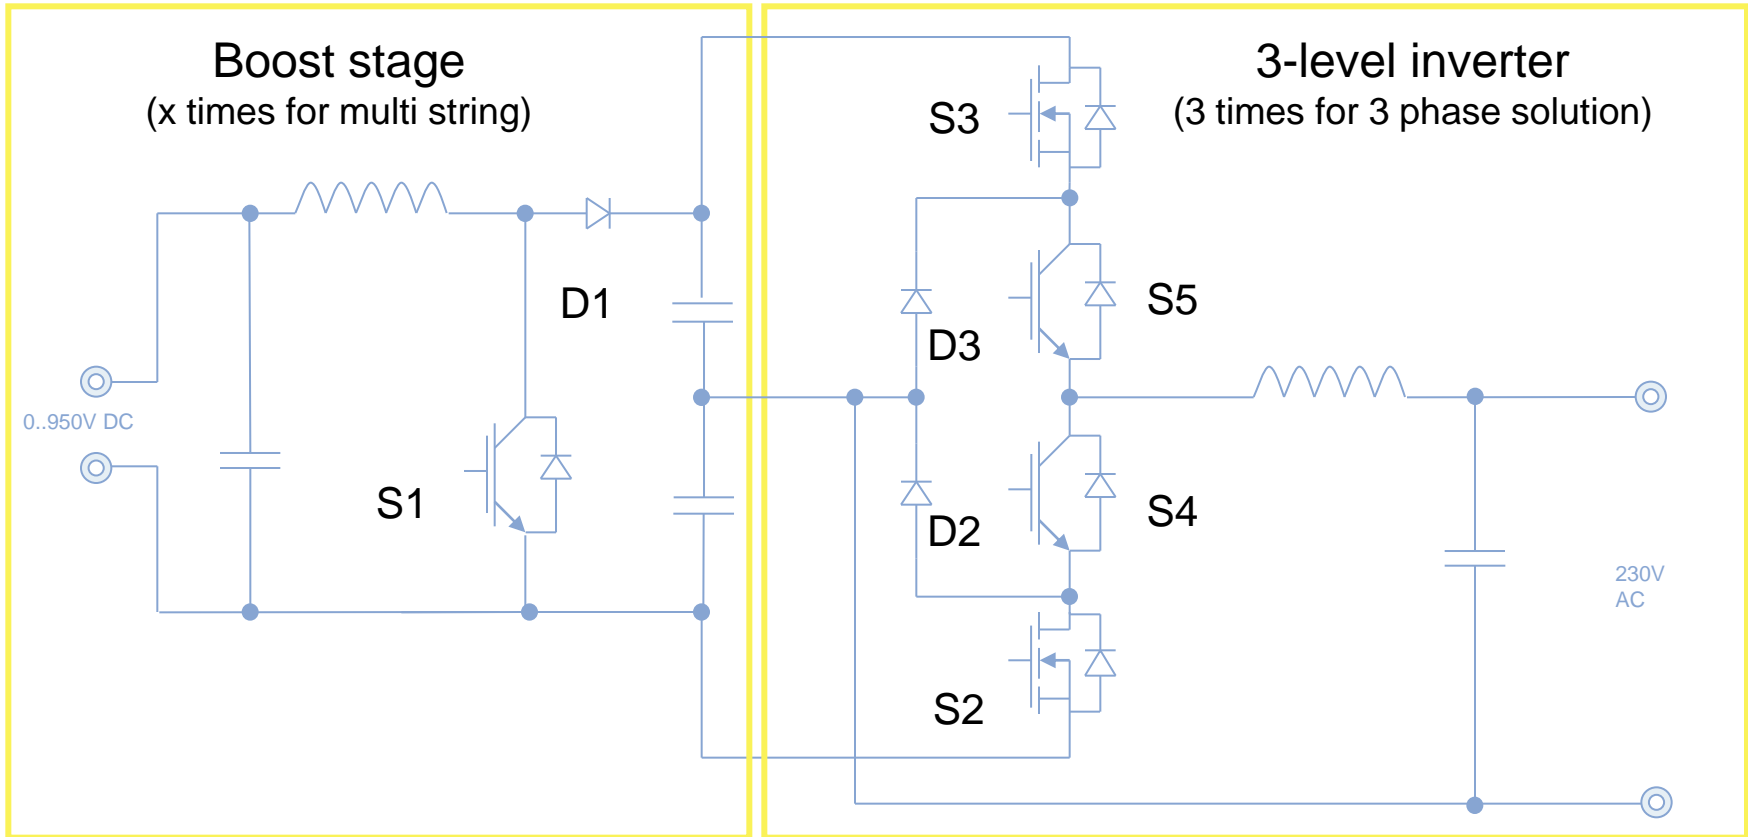 Boost stage
(x times for multi string)
3-level inverter
(3 times for 3 phase solution)
S3
D1
S5
D3
0..950V DC
S1
S4
D2
230V
AC
S2